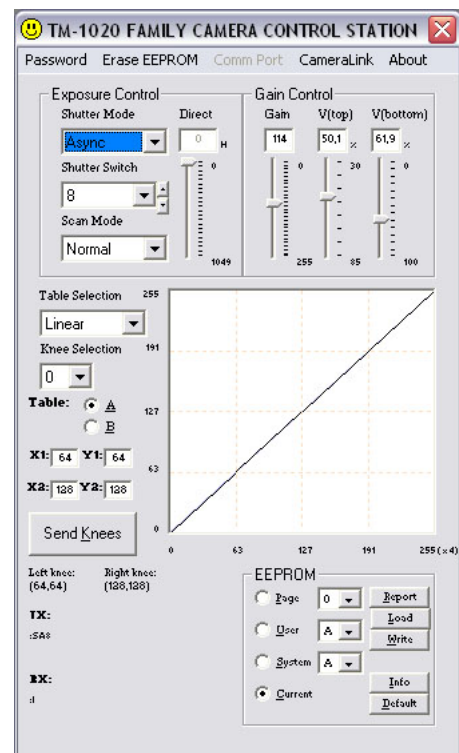 TM-1020 FAMILY CAMERA CONTROL STATION
Password Erase EEPROM Comm Port CameraLink About
Exposure Control
Shutter Mode Direct
Async 0 H
Shutter Switch 0
8
Scan Mode
Normal
1049
Gain Control
Gain V(top) V(bottom)
114 50,1 % 61,9 %
0 30 0
255 85 100
Table Selection
Linear
Knee Selection
0
Table: A
B
X1: 64 Y1: 64
X2: 128 Y2: 128
Send Knees
255
191
127
63
0
0 63 127 191 255 (x4)
Left knee: Right knee:
(64,64) (128,128)
TX:
:SA8
RX:
EEPROM
Page 0 Report
Load
User A Write
System A
Info
Current Default